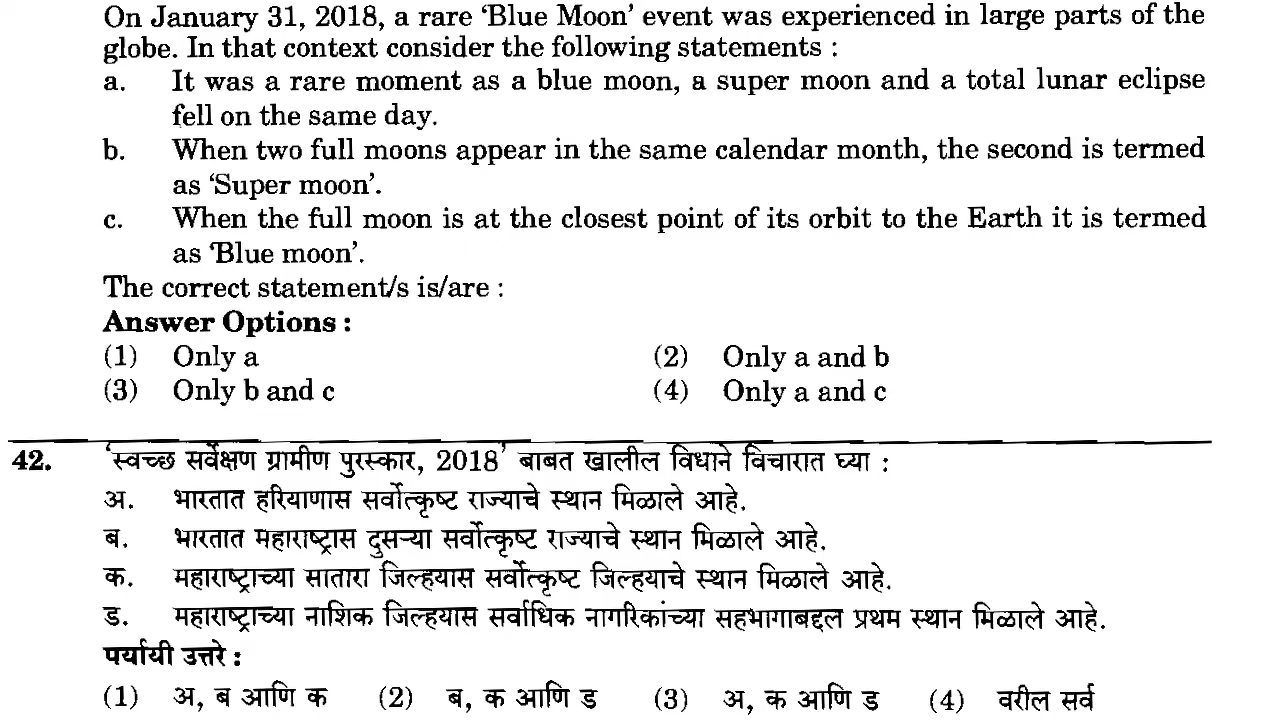 On January 31, 2018, a rare ‘Blue Moon’ event was experienced in large parts of the
globe. In that context consider the following statements :
a. It was a rare moment as a blue moon, a super moon and a total lunar eclipse
fell on the same day.
b. When two full moons appear in the same calendar month, the second is termed
as ‘Super moon’.
c. When the full moon is at the closest point of its orbit to the Earth it is termed
as ‘Blue moon’.
The correct statement/s is/are :
Answer Options :
(1) Only a (2) Only a and b
(3) Only b and c (4) Only a and c
42. ‘स्वच्छ सर्वेक्षण ग्रामीण पुरस्कार, 2018’ बाबत खालील विधाने विचारात घ्या :
अ. भारतात हरियाणास सर्वोत्कृष्ट राज्याचे स्थान मिळाले आहे.
ब. भारतात महाराष्ट्रास दुसऱ्या सर्वोत्कृष्ट राज्याचे स्थान मिळाले आहे.
क. महाराष्ट्राच्या सातारा जिल्हयास सर्वोत्कृष्ट जिल्हयाचे स्थान मिळाले आहे.
ड. महाराष्ट्राच्या नाशिक जिल्हयास सर्वाधिक नागरिकांच्या सहभागाबद्दल प्रथम स्थान मिळाले आहे.
पर्यायी उत्तरे :
(1) अ, ब आणि क (2) ब, क आणि ड (3) अ, क आणि ड (4) वरील सर्व